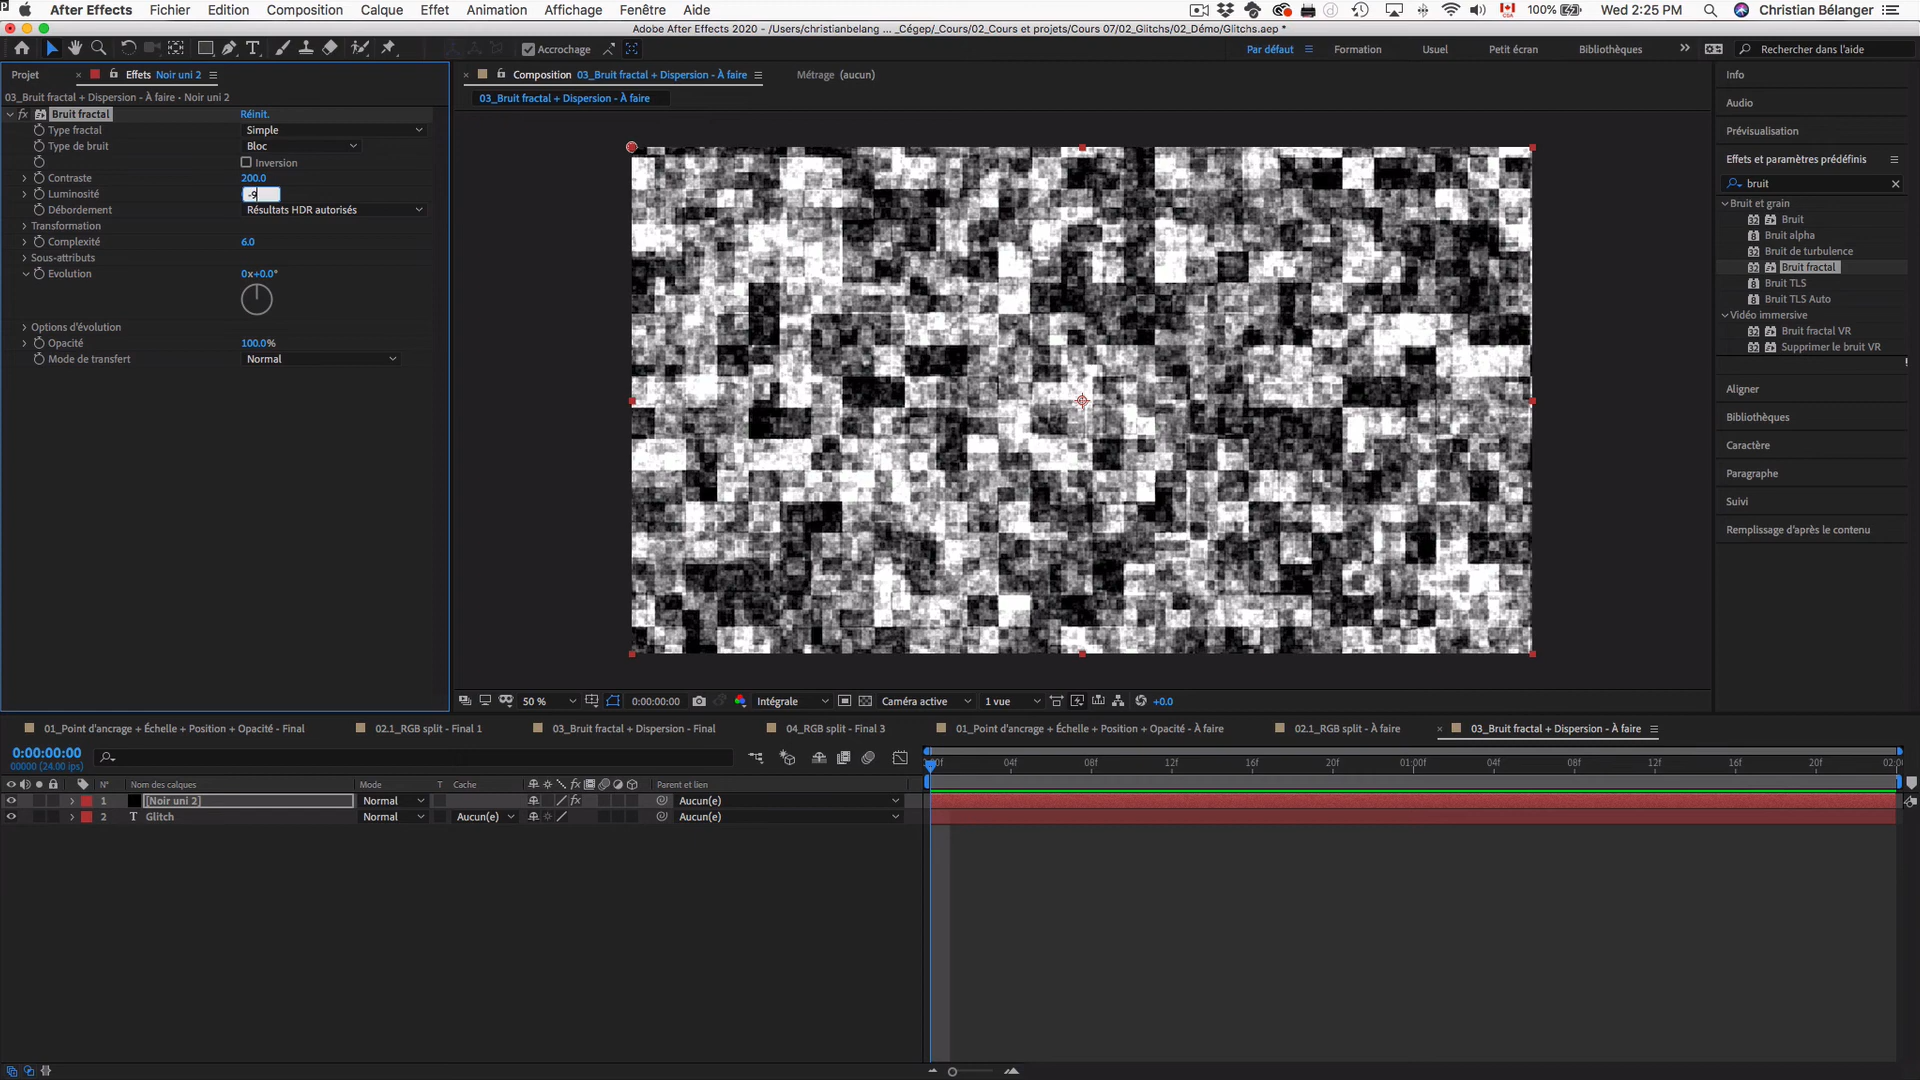 After Effects Fichier Edition Composition Calque Effet Animation Affichage Fenêtre Aide 100% Wed 2:25 PM Christian Bélanger
Adobe After Effects 2020 - /Users/christianbelang ... _Cégep/_Cours/02_Cours et projets/Cours 07/02_Glitchs/02_Démo/Glitchs.aep *
Accrochage Par défaut Formation Usuel Petit écran Bibliothèques Rechercher dans l'aide
Projet Effets Noir uni 2
03_Bruit fractal + Dispersion - À faire - Noir uni 2
fx Bruit fractal Réinit.
Type fractal Simple
Type de bruit Bloc
Inversion
Contraste 200.0
Luminosité -9
Débordement Résultats HDR autorisés
Transformation
Complexité 6.0
Sous-attributs
Evolution 0x+0.0°
Options d'évolution
Opacité 100.0%
Mode de transfert Normal
Composition 03_Bruit fractal + Dispersion - À faire Métrage (aucun)
03_Bruit fractal + Dispersion - À faire
50 % 0:00:00:00 Intégrale Caméra active 1 vue +0.0
Info
Audio
Prévisualisation
Effets et paramètres prédéfinis
bruit
Bruit et grain
Bruit
Bruit alpha
Bruit de turbulence
Bruit fractal
Bruit TLS
Bruit TLS Auto
Vidéo immersive
Bruit fractal VR
Supprimer le bruit VR
Aligner
Bibliothèques
Caractère
Paragraphe
Suivi
Remplissage d'après le contenu
01_Point d'ancrage + Échelle + Position + Opacité - Final 02.1_RGB split - Final 1 03_Bruit fractal + Dispersion - Final 04_RGB split - Final 3 01_Point d'ancrage + Échelle + Position + Opacité - À faire 02.1_RGB split - À faire 03_Bruit fractal + Dispersion - À faire
0:00:00:00
00000 (24.00 ips)
:00f 04f 08f 12f 16f 20f 01:00f 04f 08f 12f 16f 20f 02:0
N° Nom des calques Mode T Cache Parent et lien
1 [Noir uni 2] Normal fx Aucun(e)
2 T Glitch Normal Aucun(e) Aucun(e)